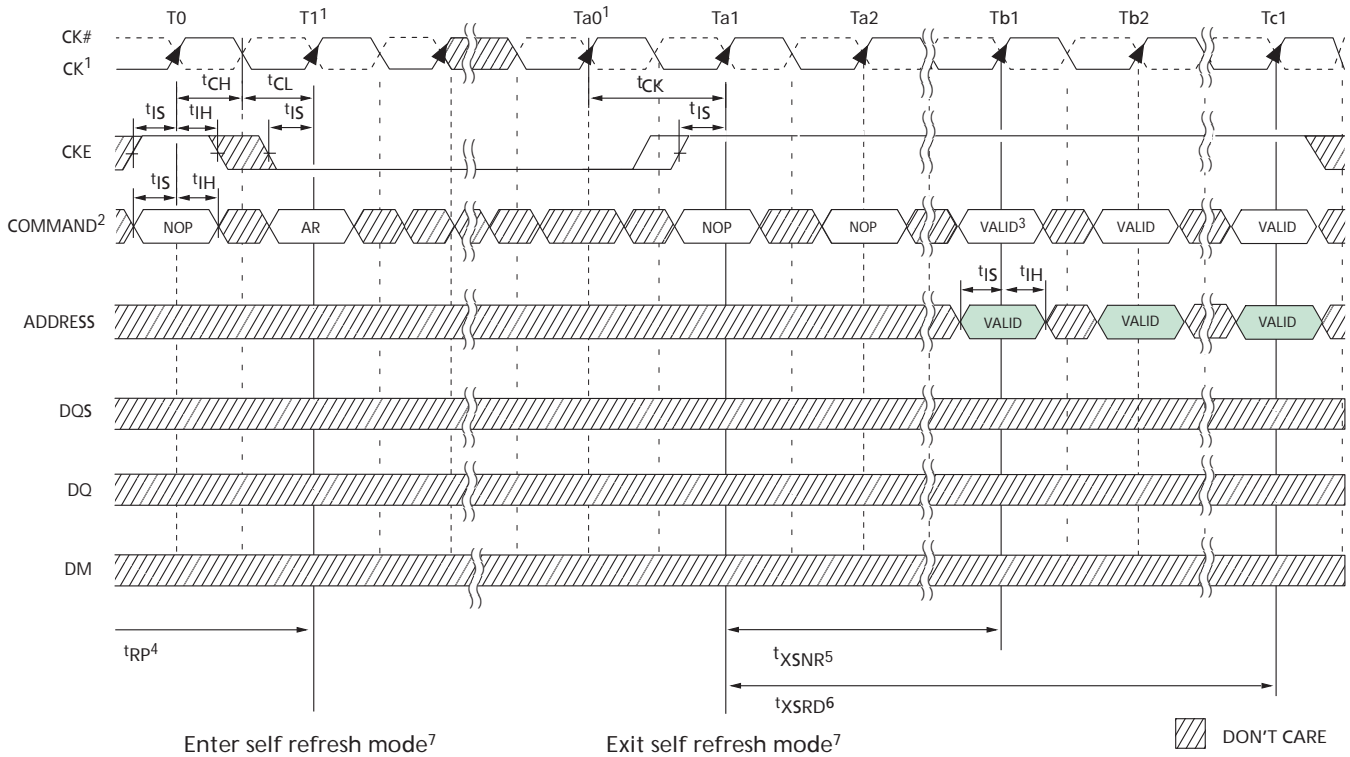 T0 T1¹ Ta0¹ Ta1 Ta2 Tb1 Tb2 Tc1
CK#
CK¹
tCH tCL tCK
tIS tIH tIS tIS
CKE
tIS tIH
COMMAND² NOP AR NOP NOP VALID³ VALID VALID
tIS tIH
ADDRESS VALID VALID VALID
DQS
DQ
DM
tRP⁴ tXSNR⁵
tXSRD⁶
Enter self refresh mode⁷ Exit self refresh mode⁷ DON'T CARE